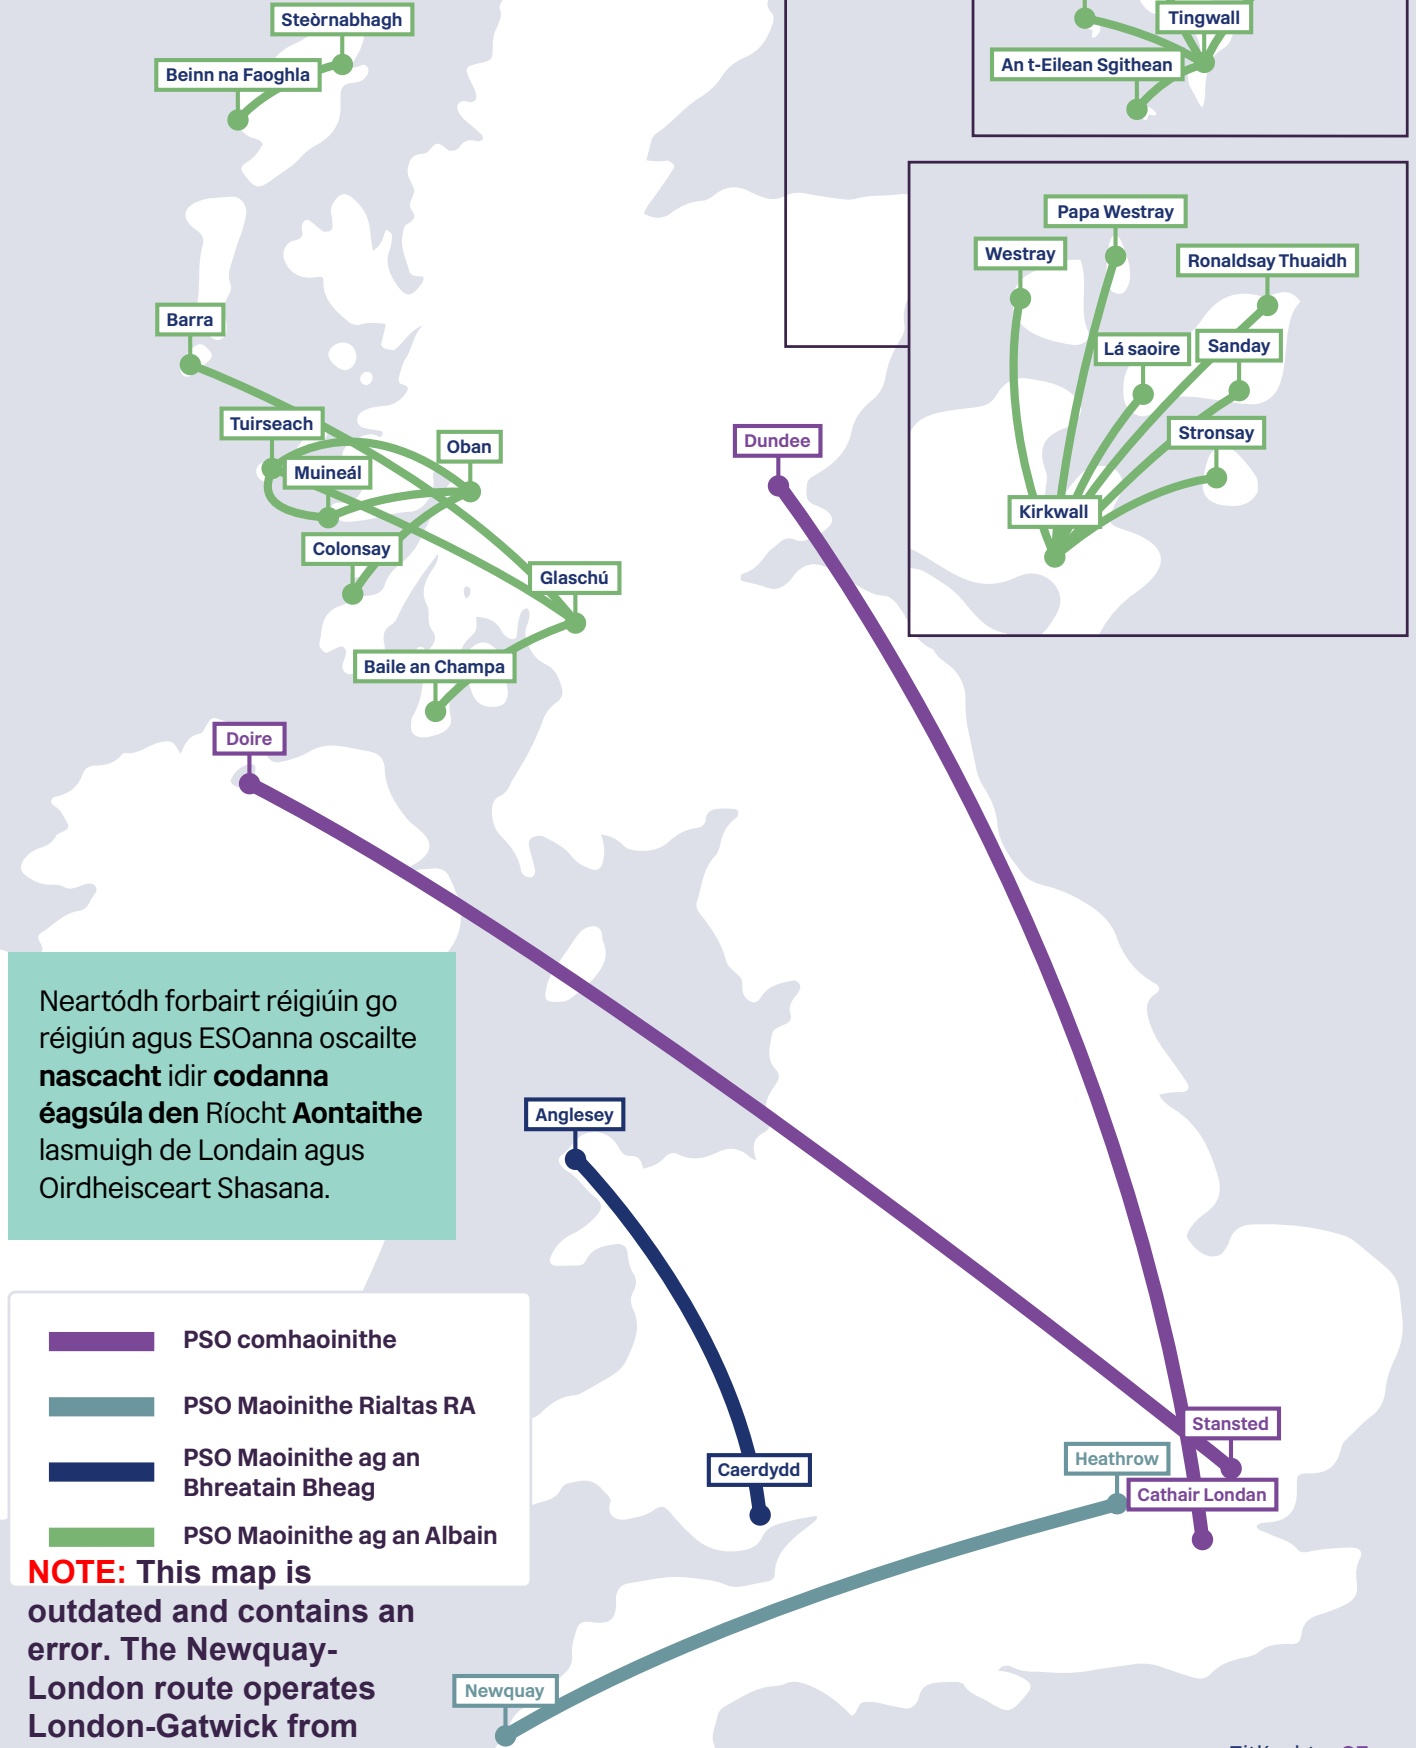 Steòrnabhagh
Beinn na Faoghla
Tingwall
An t-Eilean Sgithean
Papa Westray
Westray
Ronaldsay Thuaidh
Barra
Lá saoire
Sanday
Tuirseach
Oban
Dundee
Stronsay
Muineál
Kirkwall
Colonsay
Glaschú
Baile an Champa
Doire
Neartódh forbairt réigiúin go
réigiún agus ESOanna oscailte
nascacht idir codanna
éagsúla den Ríocht Aontaithe
lasmuigh de Londain agus
Oirdheisceart Shasana.
Anglesey
PSO comhaoinithe
PSO Maoinithe Rialtas RA
PSO Maoinithe ag an
Bhreatain Bheag
PSO Maoinithe ag an Albain
Stansted
Heathrow
Caerdydd
Cathair Londan
NOTE: This map is
outdated and contains an
error. The Newquay-
London route operates
London-Gatwick from
Newquay